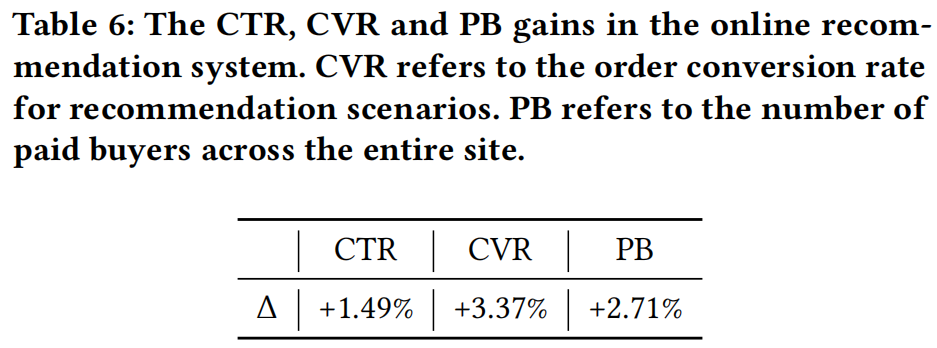 Table 6: The CTR, CVR and PB gains in the online recom-
mendation system. CVR refers to the order conversion rate
for recommendation scenarios. PB refers to the number of
paid buyers across the entire site.
CTR CVR PB
Δ +1.49% +3.37% +2.71%